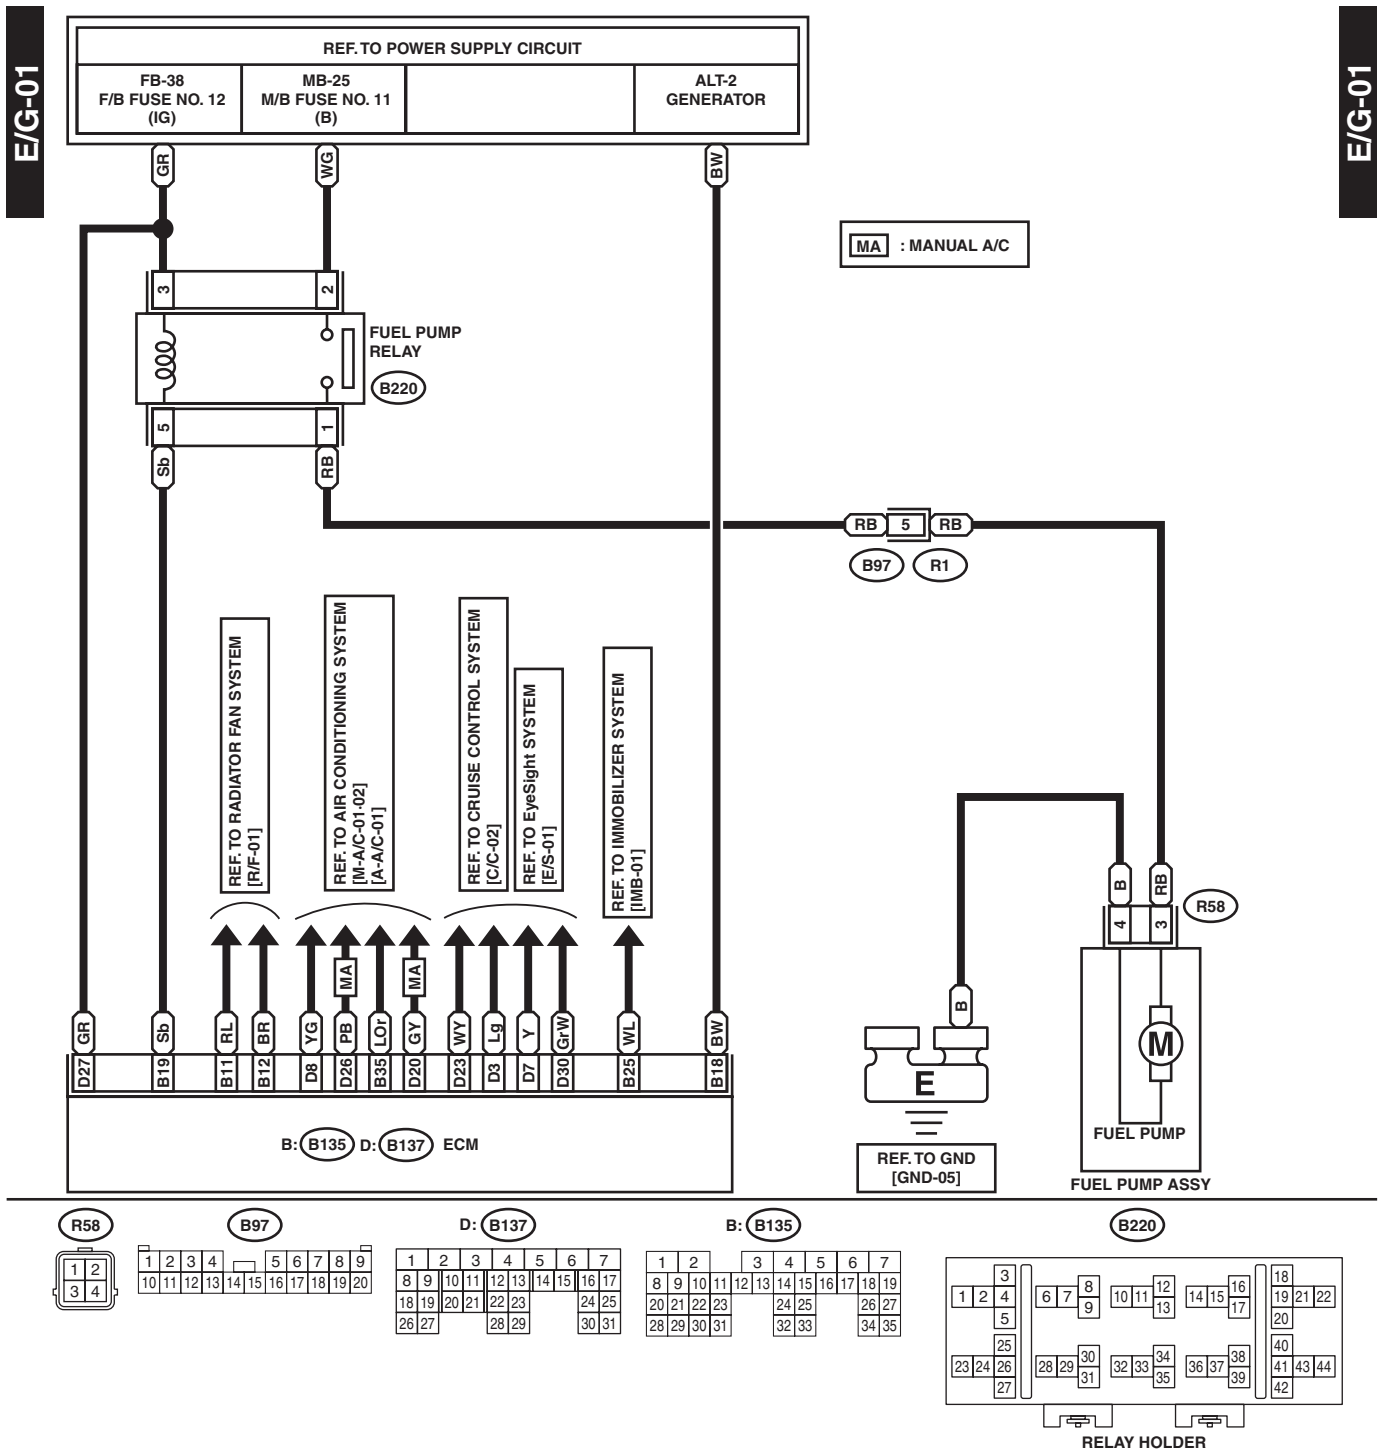 E/G-01
E/G-01
REF. TO POWER SUPPLY CIRCUIT
FB-38
F/B FUSE NO. 12
(IG)
MB-25
M/B FUSE NO. 11
(B)
ALT-2
GENERATOR
GR
WG
BW
MA : MANUAL A/C
3
2
FUEL PUMP
RELAY
B220
5
1
Sb
RB
RB
5
RB
B97
R1
REF. TO RADIATOR FAN SYSTEM
[R/F-01]
REF. TO AIR CONDITIONING SYSTEM
[M-A/C-01·02]
[A-A/C-01]
REF. TO CRUISE CONTROL SYSTEM
[C/C-02]
REF. TO EyeSight SYSTEM
[E/S-01]
REF. TO IMMOBILIZER SYSTEM
[IMB-01]
B
RB
R58
4
3
MA
MA
B
GR
Sb
RL
BR
YG
PB
LOr
GY
WY
Lg
Y
GrW
WL
BW
D27
B19
B11
B12
D8
D26
B35
D20
D23
D3
D7
D30
B25
B18
M
E
B: B135 D: B137 ECM
FUEL PUMP
REF. TO GND
[GND-05]
FUEL PUMP ASSY
R58
1 2
3 4
B97
1 2 3 4 5 6 7 8 9
10 11 12 13 14 15 16 17 18 19 20
D: B137
1 2 3 4 5 6 7
8 9 10 11 12 13 14 15 16 17
18 19 20 21 22 23 24 25
26 27 28 29 30 31
B: B135
1 2 3 4 5 6 7
8 9 10 11 12 13 14 15 16 17 18 19
20 21 22 23 24 25 26 27
28 29 30 31 32 33 34 35
B220
3 8 12 16 18
1 2 4 6 7 10 11 14 15 19 21 22
5 9 13 17 20
25 30 34 38 40
23 24 26 28 29 32 33 36 37 41 43 44
27 31 35 39 42
RELAY HOLDER